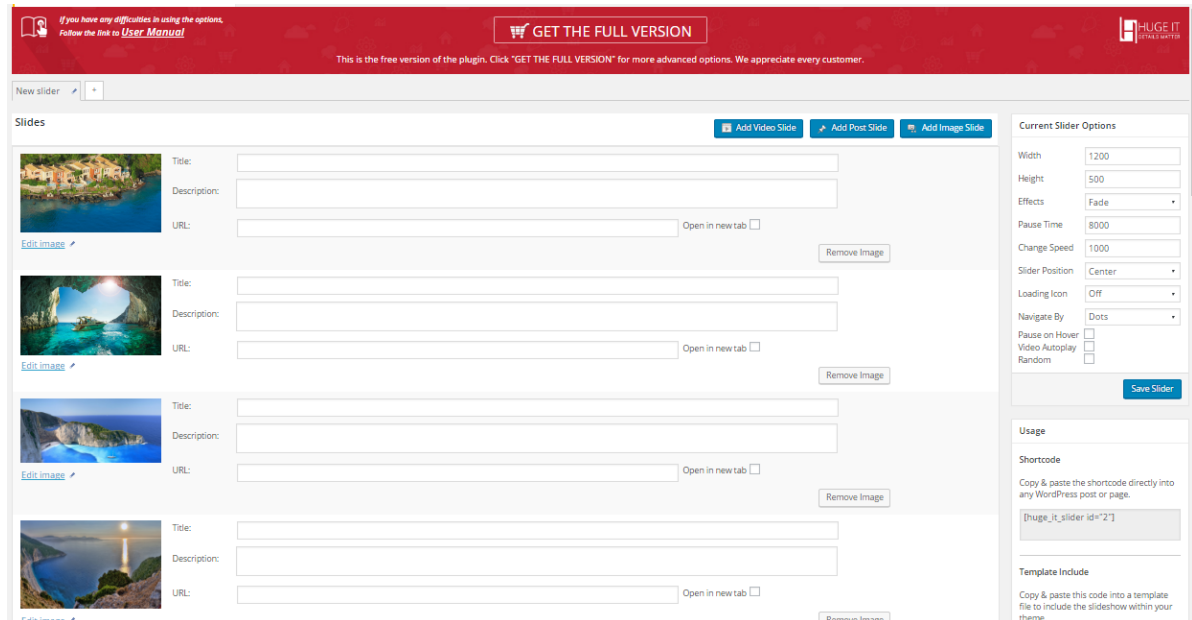 If you have any difficulties in using the options,
Follow the link to User Manual
GET THE FULL VERSION
This is the free version of the plugin. Click "GET THE FULL VERSION" for more advanced options. We appreciate every customer.
HUGE IT
DETAILS MATTER
New slider
+
Slides
Add Video Slide
Add Post Slide
Add Image Slide
Title:
Description:
URL:
Open in new tab
Edit image
Remove Image
Title:
Description:
URL:
Open in new tab
Edit image
Remove Image
Title:
Description:
URL:
Open in new tab
Edit image
Remove Image
Title:
Description:
URL:
Open in new tab
Edit image
Remove Image
Current Slider Options
Width 1200
Height 500
Effects Fade
Pause Time 8000
Change Speed 1000
Slider Position Center
Loading Icon Off
Navigate By Dots
Pause on Hover
Video Autoplay
Random
Save Slider
Usage
Shortcode
Copy & paste the shortcode directly into
any WordPress post or page.
[huge_it_slider id="2"]
Template Include
Copy & paste this code into a template
file to include the slideshow within your
theme